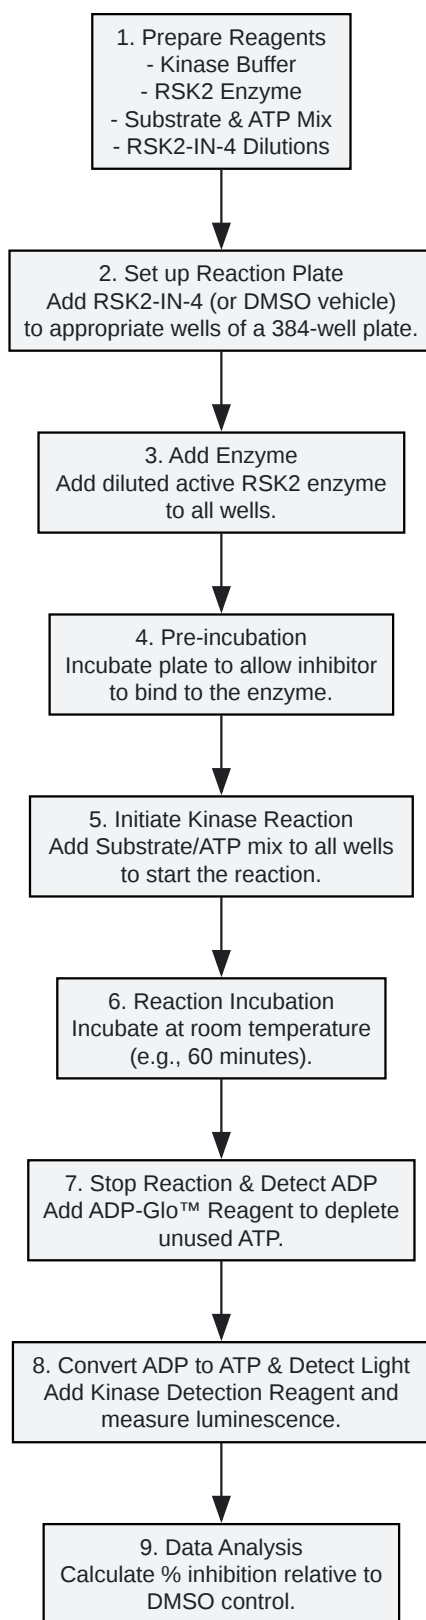 1. Prepare Reagents
- Kinase Buffer
- RSK2 Enzyme
- Substrate & ATP Mix
- RSK2-IN-4 Dilutions
2. Set up Reaction Plate
Add RSK2-IN-4 (or DMSO vehicle)
to appropriate wells of a 384-well plate.
3. Add Enzyme
Add diluted active RSK2 enzyme
to all wells.
4. Pre-incubation
Incubate plate to allow inhibitor
to bind to the enzyme.
5. Initiate Kinase Reaction
Add Substrate/ATP mix to all wells
to start the reaction.
6. Reaction Incubation
Incubate at room temperature
(e.g., 60 minutes).
7. Stop Reaction & Detect ADP
Add ADP-Glo™ Reagent to deplete
unused ATP.
8. Convert ADP to ATP & Detect Light
Add Kinase Detection Reagent and
measure luminescence.
9. Data Analysis
Calculate % inhibition relative to
DMSO control.